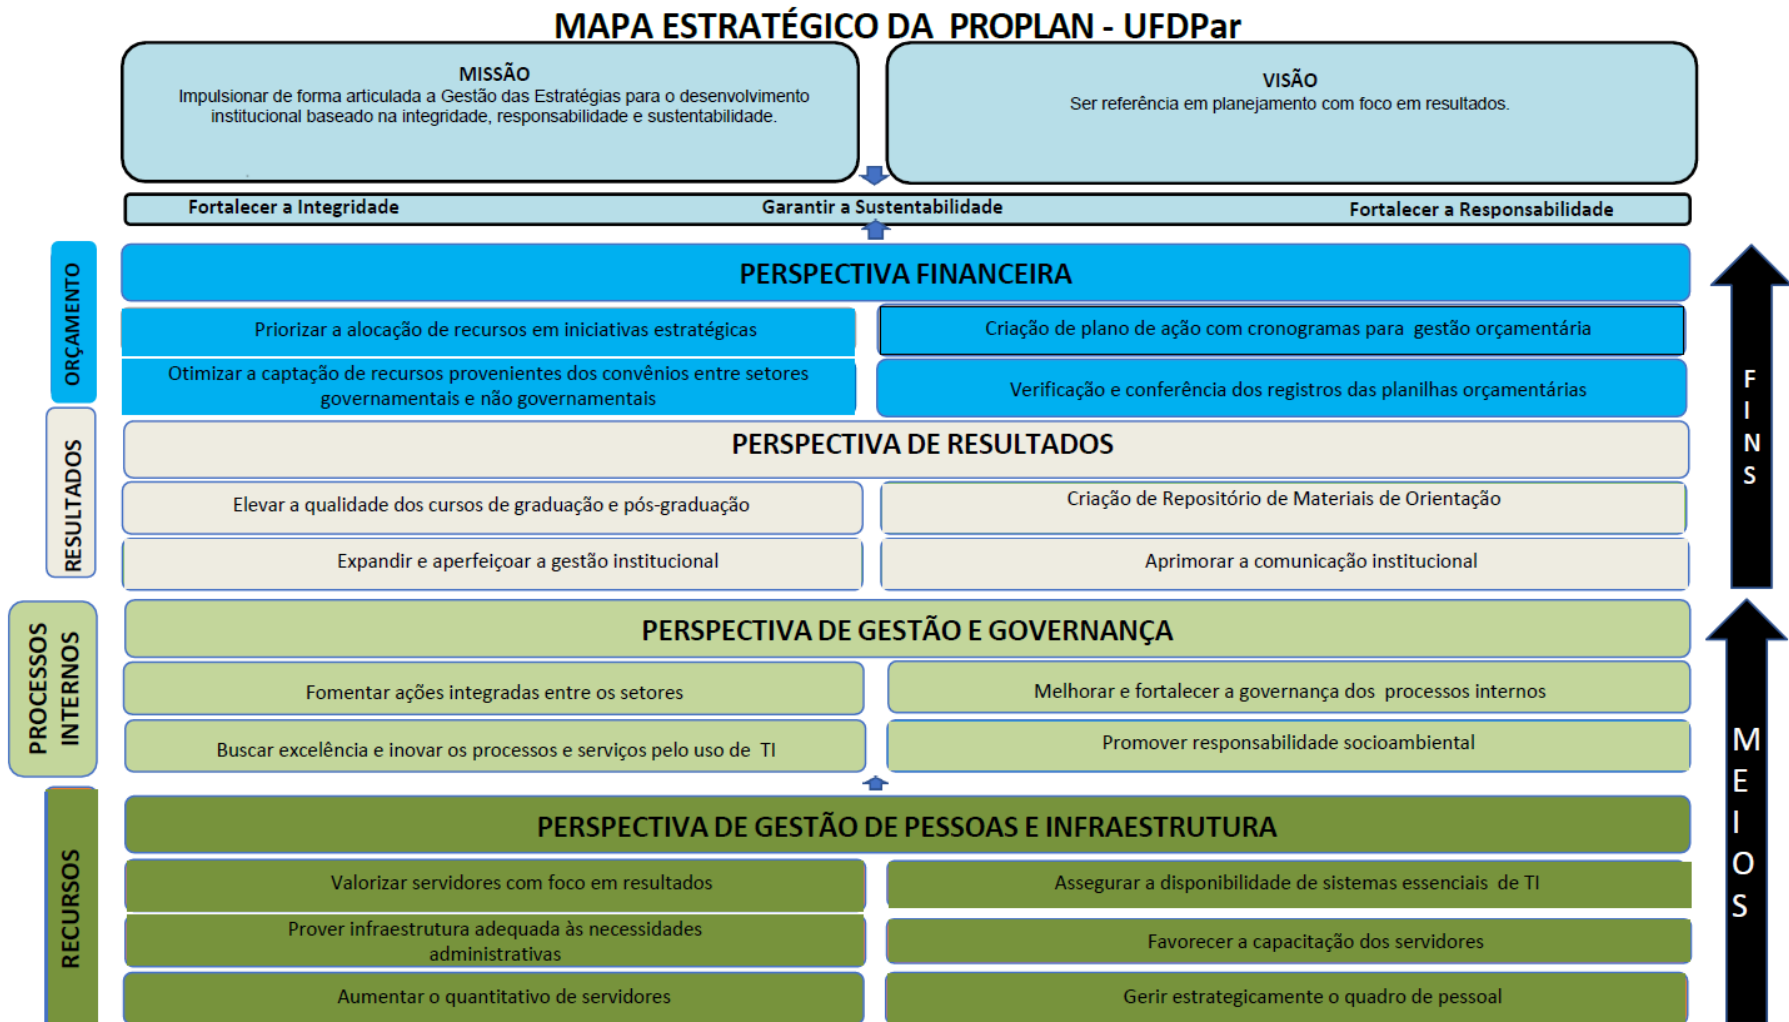 MAPA ESTRATÉGICO DA PROPLAN - UFDPar
MISSÃO
Impulsionar de forma articulada a Gestão das Estratégias para o desenvolvimento
institucional baseado na integridade, responsabilidade e sustentabilidade.
VISÃO
Ser referência em planejamento com foco em resultados.
Fortalecer a Integridade
Garantir a Sustentabilidade
Fortalecer a Responsabilidade
ORÇAMENTO
PERSPECTIVA FINANCEIRA
Priorizar a alocação de recursos em iniciativas estratégicas
Criação de plano de ação com cronogramas para gestão orçamentária
Otimizar a captação de recursos provenientes dos convênios entre setores
governamentais e não governamentais
Verificação e conferência dos registros das planilhas orçamentárias
RESULTADOS
PERSPECTIVA DE RESULTADOS
Elevar a qualidade dos cursos de graduação e pós-graduação
Criação de Repositório de Materiais de Orientação
Expandir e aperfeiçoar a gestão institucional
Aprimorar a comunicação institucional
FINS
PROCESSOS
INTERNOS
PERSPECTIVA DE GESTÃO E GOVERNANÇA
Fomentar ações integradas entre os setores
Melhorar e fortalecer a governança dos processos internos
Buscar excelência e inovar os processos e serviços pelo uso de TI
Promover responsabilidade socioambiental
RECURSOS
PERSPECTIVA DE GESTÃO DE PESSOAS E INFRAESTRUTURA
Valorizar servidores com foco em resultados
Assegurar a disponibilidade de sistemas essenciais de TI
Prover infraestrutura adequada às necessidades
administrativas
Favorecer a capacitação dos servidores
Aumentar o quantitativo de servidores
Gerir estrategicamente o quadro de pessoal
MEIOS